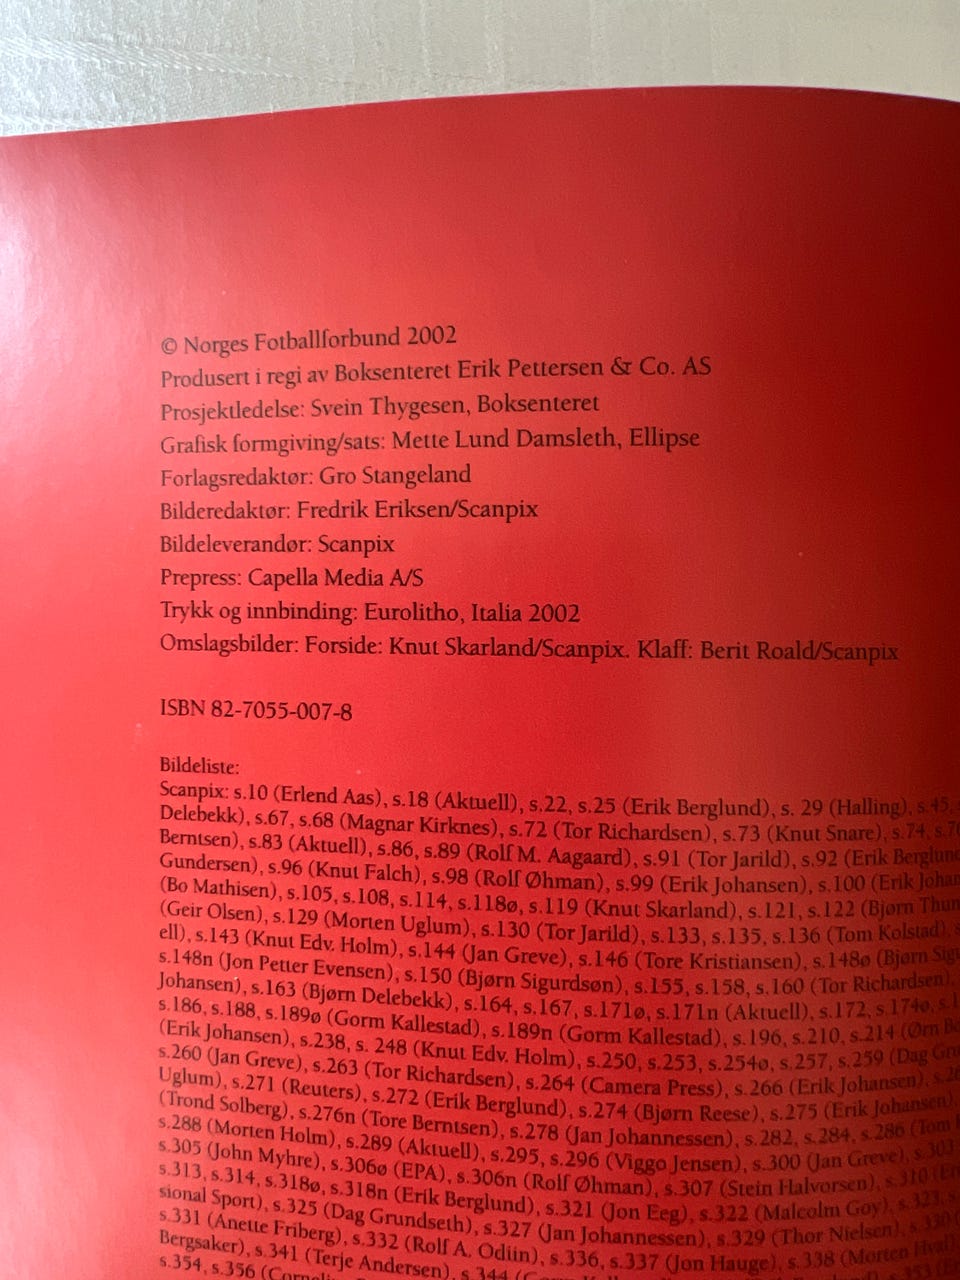 © Norges Fotballforbund 2002
Produsert i regi av Boksenteret Erik Pettersen & Co. AS
Prosjektledelse: Svein Thygesen, Boksenteret
Grafisk formgiving/sats: Mette Lund Damsleth, Ellipse
Forlagsredaktør: Gro Stangeland
Bilderedaktør: Fredrik Eriksen/Scanpix
Bildeleverandør: Scanpix
Prepress: Capella Media A/S
Trykk og innbinding: Eurolitho, Italia 2002
Omslagsbilder: Forside: Knut Skarland/Scanpix. Klaff: Berit Roald/Scanpix
ISBN 82-7055-007-8
Bildeliste:
Scanpix: s.10 (Erlend Aas), s.18 (Aktuell), s.22, s.25 (Erik Berglund), s. 29 (Halling), s.45,
Delebekk), s.67, s.68 (Magnar Kirknes), s.72 (Tor Richardsen), s.73 (Knut Snare), s.74,
Berntsen), s.83 (Aktuell), s.86, s.89 (Rolf M. Aagaard), s.91 (Tor Jarild), s.92 (Erik Berglund
Gundersen), s.96 (Knut Falch), s.98 (Rolf Øhman), s.99 (Erik Johansen), s.100 (Erik
(Bo Mathisen), s.105, s.108, s.114, s.118ø, s.119 (Knut Skarland), s.121, s.122 (Bjørn
(Geir Olsen), s.129 (Morten Uglum), s.130 (Tor Jarild), s.133, s.135, s.136 (Tom Kolstad),
ell), s.143 (Knut Edv. Holm), s.144 (Jan Greve), s.146 (Tore Kristiansen), s.148ø (Bjørn
s.148n (Jon Petter Evensen), s.150 (Bjørn Sigurdsøn), s.155, s.158, s.160 (Tor Richardsen),
Johansen), s.163 (Bjørn Delebekk), s.164, s.167, s.171ø, s.171n (Aktuell), s.172, s.174ø,
s.186, s.188, s.189ø (Gorm Kallestad), s.189n (Gorm Kallestad), s.196, s.210, s.214 (Ørn
(Erik Johansen), s.238, s. 248 (Knut Edv. Holm), s.250, s.253, s.254ø, s.257, s.259 (Dag
s.260 (Jan Greve), s.263 (Tor Richardsen), s.264 (Camera Press), s.266 (Erik Johansen),
Uglum), s.271 (Reuters), s.272 (Erik Berglund), s.274 (Bjørn Reese), s.275 (Erik Johansen),
(Trond Solberg), s.276n (Tore Berntsen), s.278 (Jan Johannessen), s.282, s.284, s.286 (Tom
s.288 (Morten Holm), s.289 (Aktuell), s.295, s.296 (Viggo Jensen), s.300 (Jan Greve), s.303
s.305 (John Myhre), s.306ø (EPA), s.306n (Rolf Øhman), s.307 (Stein Halvorsen), s.310
s.313, s.314, s.318ø, s.318n (Erik Berglund), s.321 (Jon Eeg), s.322 (Malcolm Goy), s.323,
sional Sport), s.325 (Dag Grundseth), s.327 (Jan Johannessen), s.329 (Thor Nielsen), s.330
s.331 (Anette Friberg), s.332 (Rolf A. Odiin), s.336, s.337 (Jon Hauge), s.338 (Morten
Bergsaker), s.341 (Terje Andersen), s.344
s.354, s.356